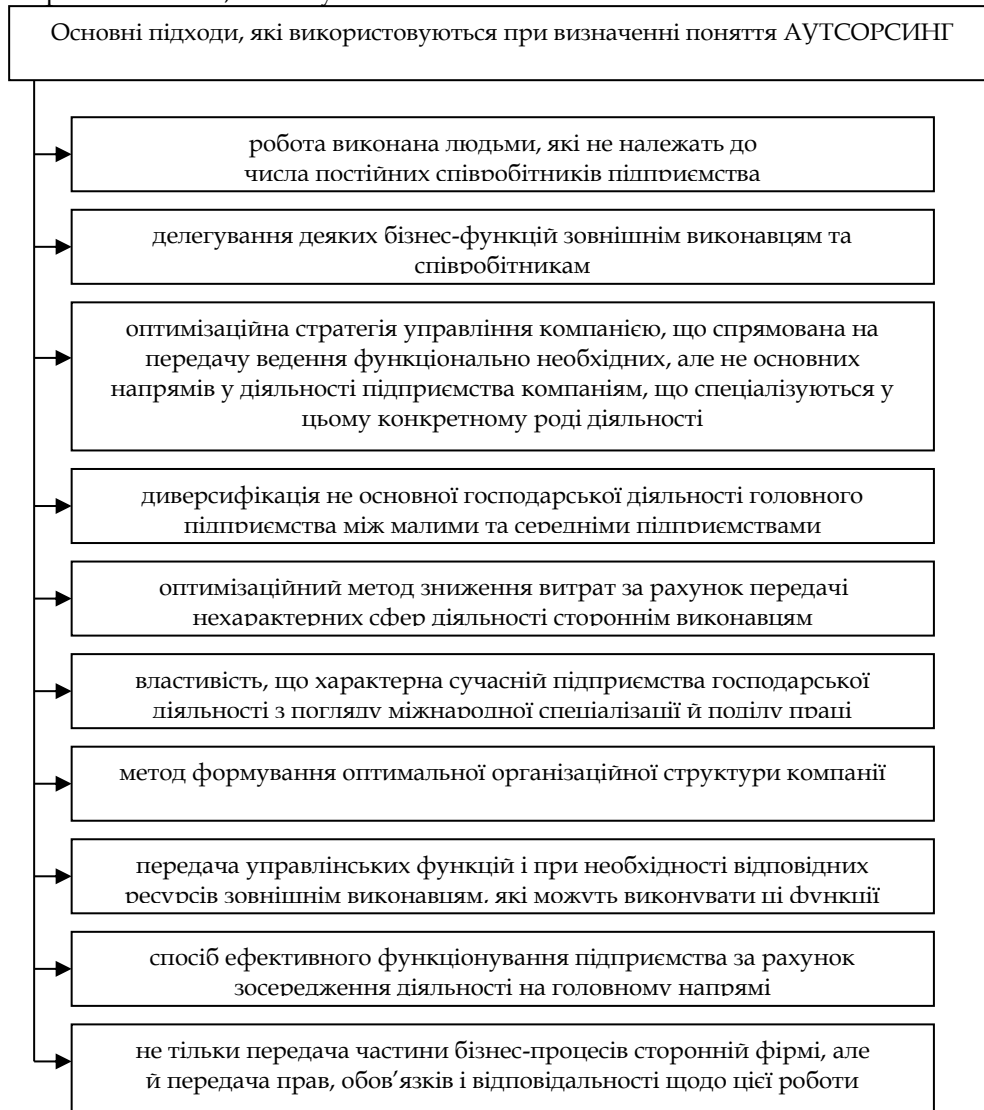 Основні підходи, які використовуються при визначенні поняття АУТСОРСИНГ
робота виконана людьми, які не належать до
числа постійних співробітників підприємства
делегування деяких бізнес-функцій зовнішнім виконавцям та
співробітникам
оптимізаційна стратегія управління компанією, що спрямована на
передачу ведення функціонально необхідних, але не основних
напрямів у діяльності підприємства компаніям, що спеціалізуються у
цьому конкретному роді діяльності
диверсифікація не основної господарської діяльності головного
підприємства між малими та середніми підприємствами
оптимізаційний метод зниження витрат за рахунок передачі
нехарактерних сфер діяльності стороннім виконавцям
властивість, що характерна сучасній підприємства господарської
діяльності з погляду міжнародної спеціалізації й поділу праці
метод формування оптимальної організаційної структури компанії
передача управлінських функцій і при необхідності відповідних
ресурсів зовнішнім виконавцям, які можуть виконувати ці функції
спосіб ефективного функціонування підприємства за рахунок
зосередження діяльності на головному напрямі
не тільки передача частини бізнес-процесів сторонній фірмі, але
й передача прав, обов’язків і відповідальності щодо цієї роботи